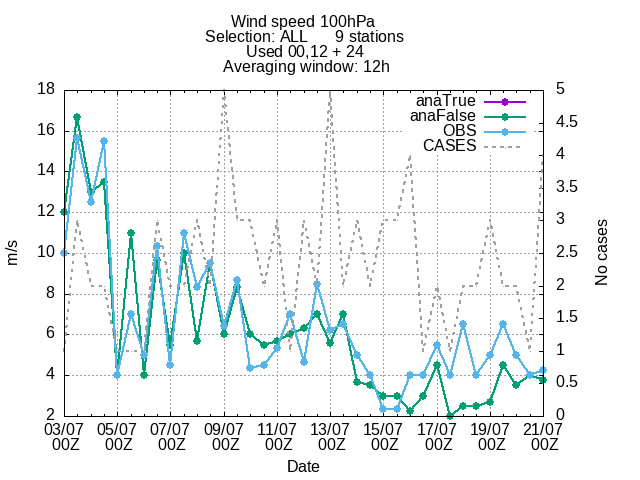 Wind speed 100hPa
Selection: ALL 9 stations
Used 00,12 + 24
Averaging window: 12h
anaTrue
anaFalse
OBS
CASES
18
16
14
12
10
8
6
4
2
m/s
5
4.5
4
3.5
3
2.5
2
1.5
1
0.5
0
No cases
03/07 05/07 07/07 09/07 11/07 13/07 15/07 17/07 19/07 21/07
00Z 00Z 00Z 00Z 00Z 00Z 00Z 00Z 00Z 00Z
Date